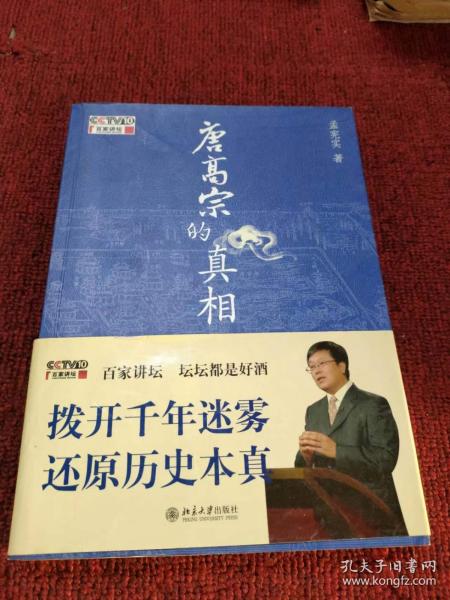 CCTV10
百家讲坛
孟宪实 著
唐高宗的真相
CCTV10
百家讲坛
百家讲坛 坛坛都是好酒
拨开千年迷雾
还原历史本真
北京大学出版社
PEKING UNIVERSITY PRESS
孔夫子旧书网
www.kongfz.com